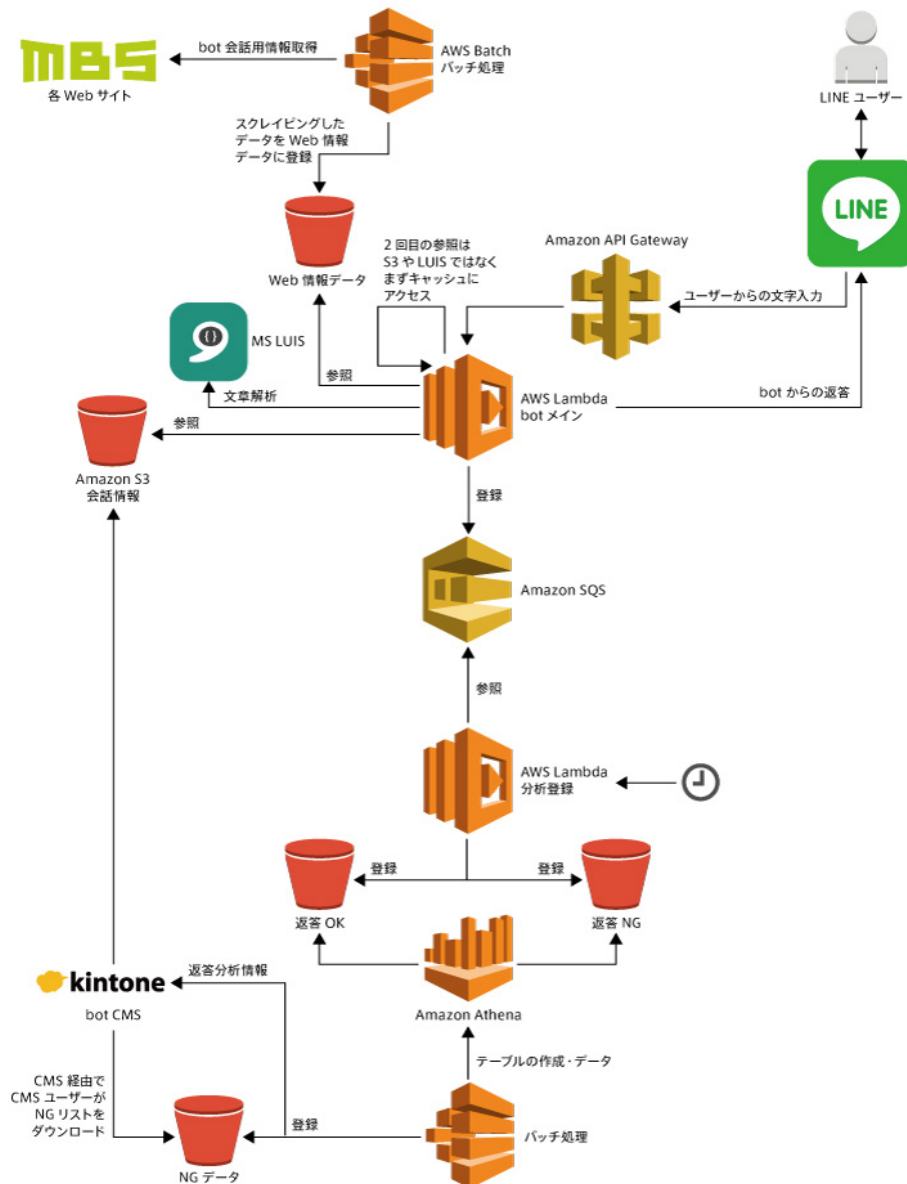 MBS
各 Web サイト
bot 会話用情報取得
AWS Batch
バッチ処理
LINE ユーザー
スクレイピングした
データを Web 情報
データに登録
LINE
Web 情報データ
2 回目の参照は
S3 や LUIS ではなく
まずキャッシュに
アクセス
Amazon API Gateway
ユーザーからの文字入力
MS LUIS
参照
文章解析
AWS Lambda
bot メイン
bot からの返答
参照
Amazon S3
会話情報
登録
Amazon SQS
参照
AWS Lambda
分析登録
登録
登録
返答 OK
返答 NG
kintone
bot CMS
返答分析情報
Amazon Athena
テーブルの作成・データ
CMS 経由で
CMS ユーザーが
NG リストを
ダウンロード
登録
バッチ処理
NG データ